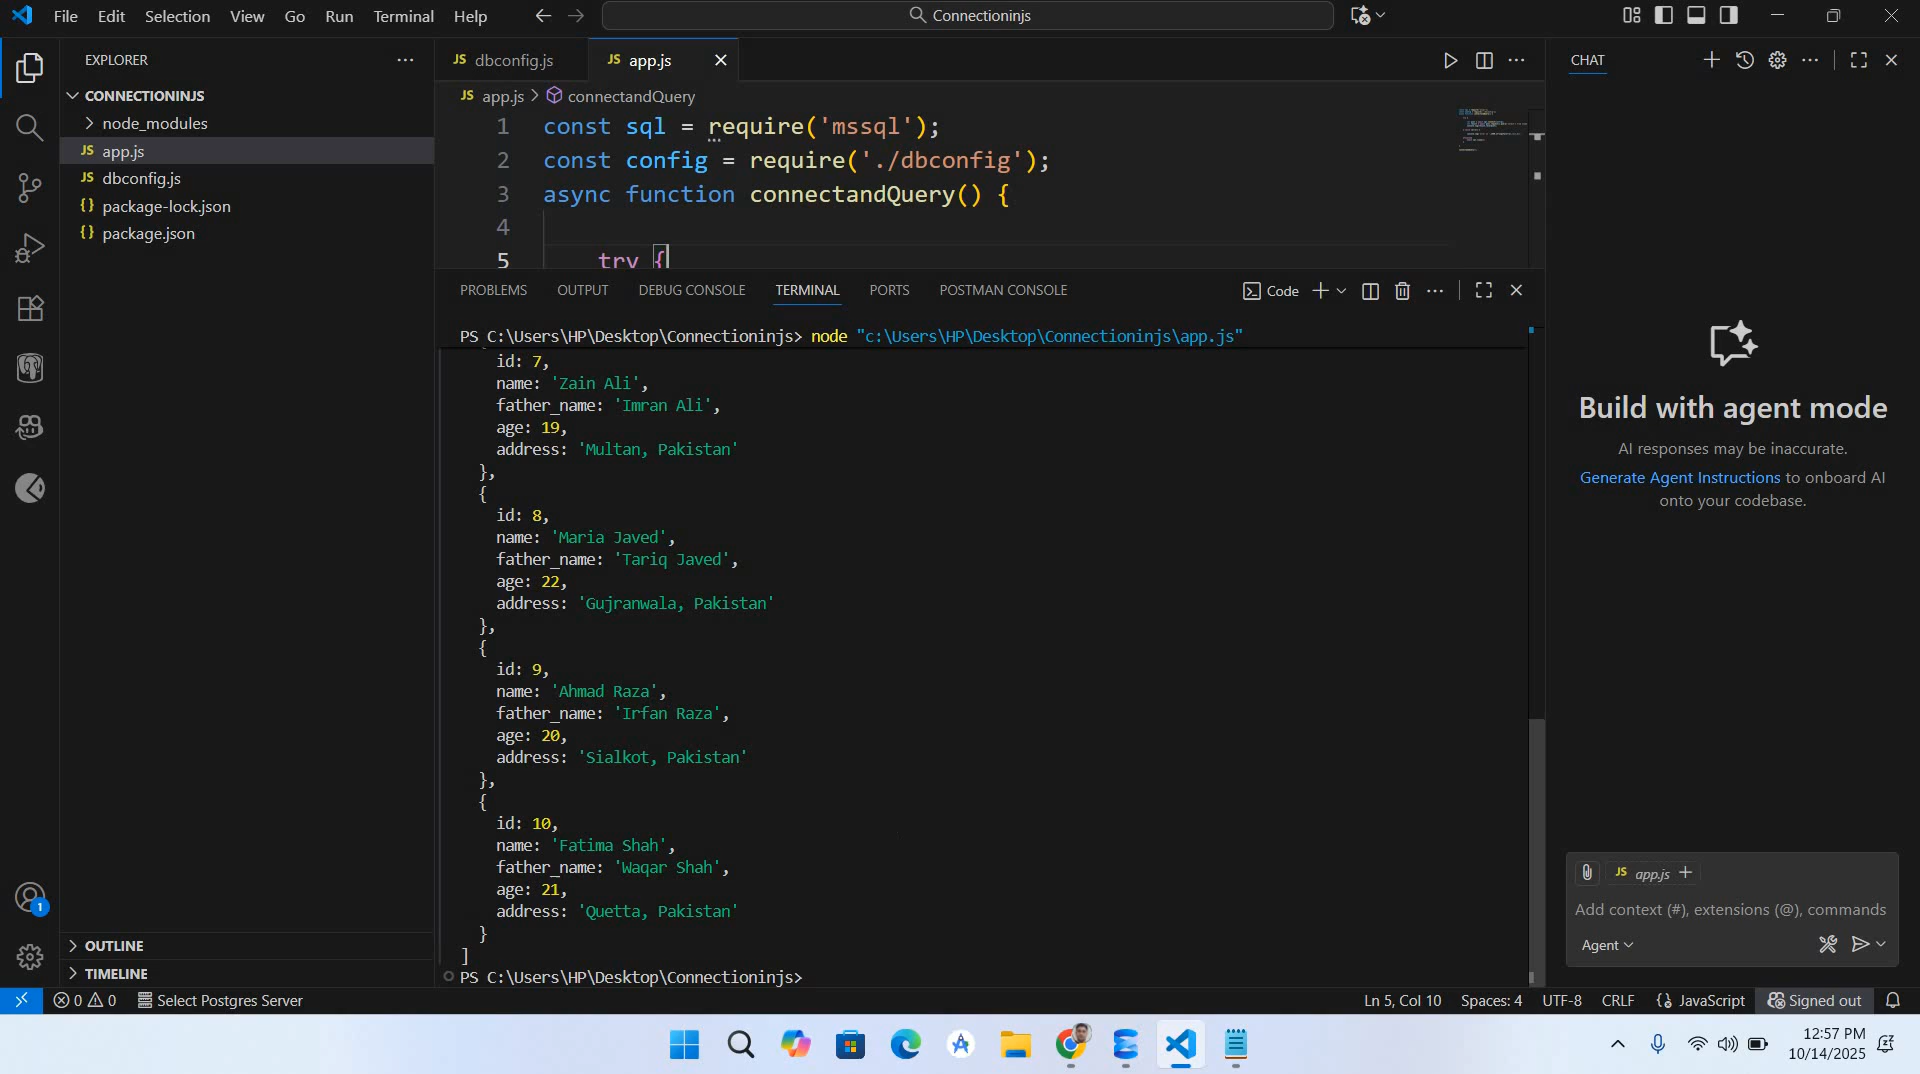 File Edit Selection View Go Run Terminal Help
Connectioninjs
EXPLORER
CONNECTIONINJS
node_modules
JS app.js
JS dbconfig.js
{} package-lock.json
{} package.json
OUTLINE
TIMELINE
JS dbconfig.js
JS app.js
JS app.js > connectandQuery
1 const sql = require('mssql');
2 const config = require('./dbconfig');
3 async function connectandQuery() {
4
5 try {
PROBLEMS OUTPUT DEBUG CONSOLE TERMINAL PORTS POSTMAN CONSOLE
Code
PS C:\Users\HP\Desktop\Connectioninjs> node "c:\Users\HP\Desktop\Connectioninjs\app.js"
id: 7,
name: 'Zain Ali',
father_name: 'Imran Ali',
age: 19,
address: 'Multan, Pakistan'
},
{
id: 8,
name: 'Maria Javed',
father_name: 'Tariq Javed',
age: 22,
address: 'Gujranwala, Pakistan'
},
{
id: 9,
name: 'Ahmad Raza',
father_name: 'Irfan Raza',
age: 20,
address: 'Sialkot, Pakistan'
},
{
id: 10,
name: 'Fatima Shah',
father_name: 'Waqar Shah',
age: 21,
address: 'Quetta, Pakistan'
}
]
PS C:\Users\HP\Desktop\Connectioninjs>
CHAT
Build with agent mode
AI responses may be inaccurate.
Generate Agent Instructions to onboard AI
onto your codebase.
JS app.js
Add context (#), extensions (@), commands
Agent
1
0 0 Select Postgres Server
Ln 5, Col 10 Spaces: 4 UTF-8 CRLF {} JavaScript Signed out
12:57 PM
10/14/2025